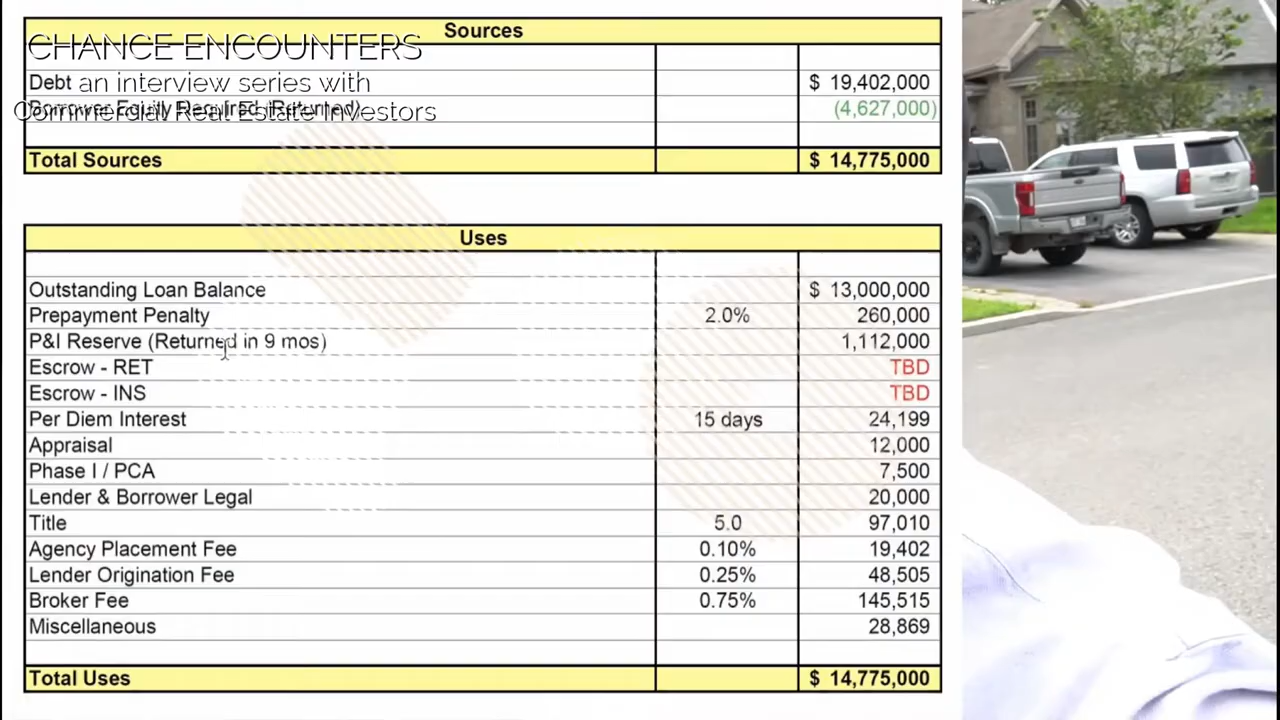 Sources
CHANCE ENCOUNTERS
an interview series with
Commercial Real Estate Investors
Debt $ 19,402,000
Borrower Equity Required (Returned) (4,627,000)
Total Sources $ 14,775,000
Uses
Outstanding Loan Balance $ 13,000,000
Prepayment Penalty 2.0% 260,000
P&I Reserve (Returned in 9 mos) 1,112,000
Escrow - RET TBD
Escrow - INS TBD
Per Diem Interest 15 days 24,199
Appraisal 12,000
Phase I / PCA 7,500
Lender & Borrower Legal 20,000
Title 5.0 97,010
Agency Placement Fee 0.10% 19,402
Lender Origination Fee 0.25% 48,505
Broker Fee 0.75% 145,515
Miscellaneous 28,869
Total Uses $ 14,775,000